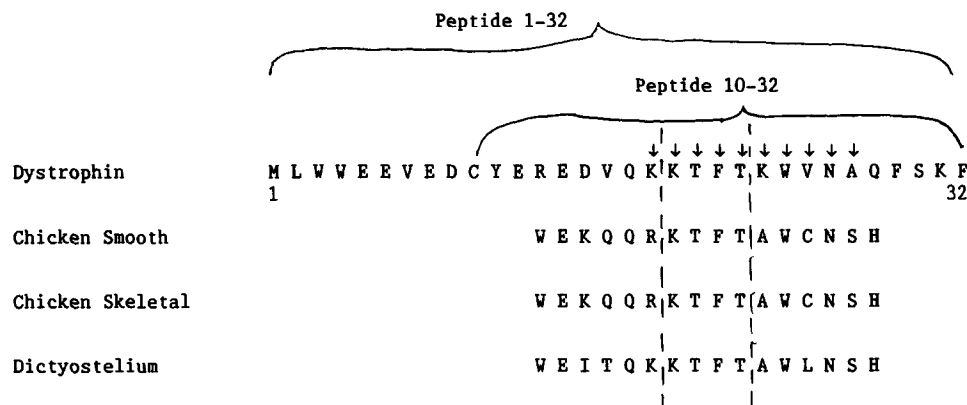 Peptide 1-32
Peptide 10-32
↓ ↓ ↓ ↓ ↓ ↓ ↓ ↓ ↓ ↓
Dystrophin M L W W E E V E D C Y E R E D V Q K K T F T K W V N A Q F S K F
1 32
Chicken Smooth W E K Q Q R K T F T A W C N S H
Chicken Skeletal W E K Q Q R K T F T A W C N S H
Dictyostelium W E I T Q K K T F T A W L N S H